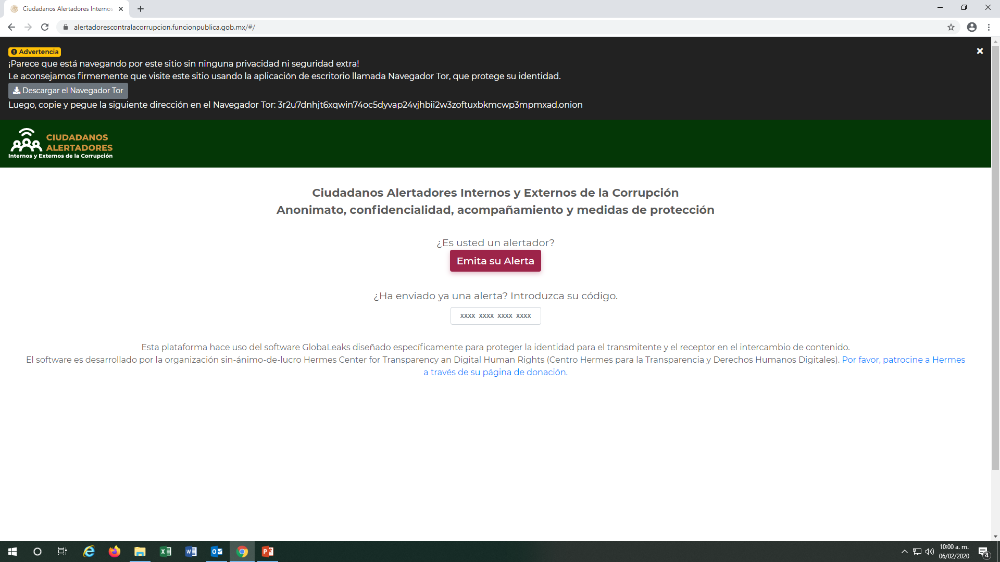 Ciudadanos Alertadores Internos
alertadorescontralacorrupcion.funcionpublica.gob.mx/#/
Advertencia
¡Parece que está navegando por este sitio sin ninguna privacidad ni seguridad extra!
Le aconsejamos firmemente que visite este sitio usando la aplicación de escritorio llamada Navegador Tor, que protege su identidad.
Descargar el Navegador Tor
Luego, copie y pegue la siguiente dirección en el Navegador Tor: 3r2u7dnhjt6xqwin74oc5dyvap24vjhbii2w3zoftuxbkmcwp3mpmxad.onion
CIUDADANOS
ALERTADORES
Internos y Externos de la Corrupción
Ciudadanos Alertadores Internos y Externos de la Corrupción
Anonimato, confidencialidad, acompañamiento y medidas de protección
¿Es usted un alertador?
Emita su Alerta
¿Ha enviado ya una alerta? Introduzca su código.
xxxx xxxx xxxx xxxx
Esta plataforma hace uso del software GlobaLeaks diseñado específicamente para proteger la identidad para el transmitente y el receptor en el intercambio de contenido.
El software es desarrollado por la organización sin-ánimo-de-lucro Hermes Center for Transparency an Digital Human Rights (Centro Hermes para la Transparencia y Derechos Humanos Digitales). Por favor, patrocine a Hermes
a través de su página de donación.
10:00 a. m.
06/02/2020
4